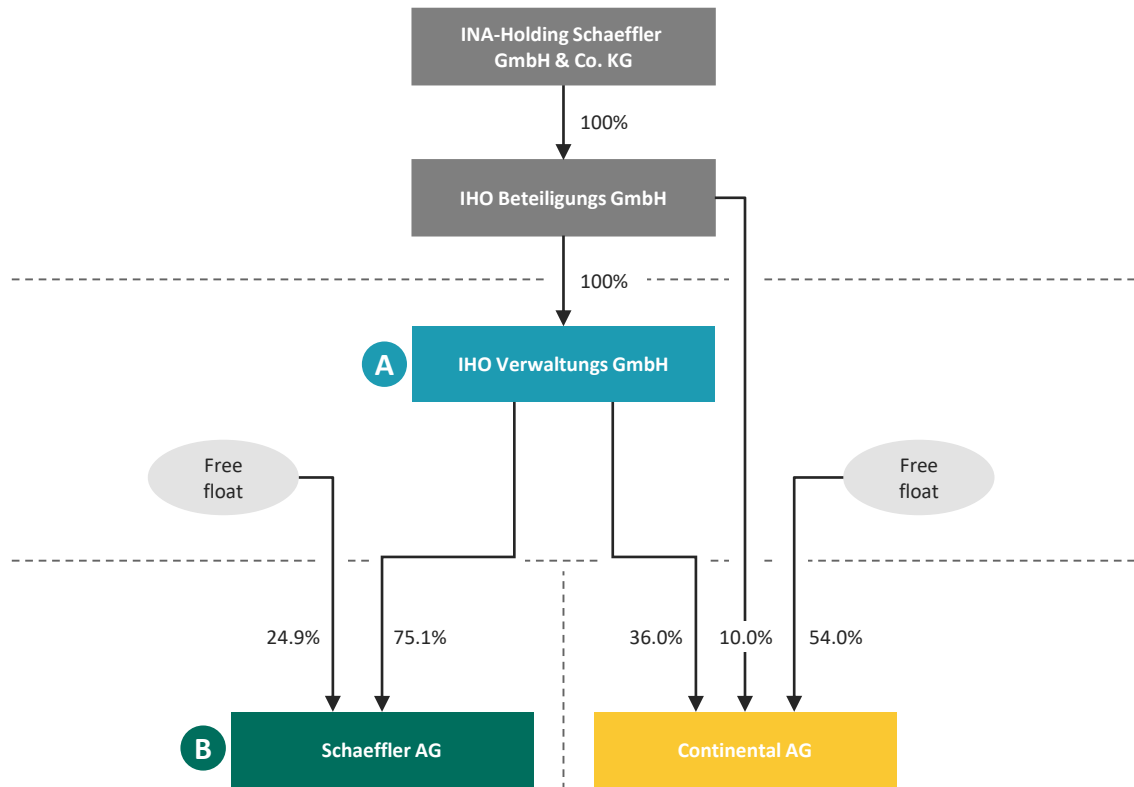 INA-Holding Schaeffler
GmbH & Co. KG
100%
IHO Beteiligungs GmbH
100%
A
IHO Verwaltungs GmbH
Free
float
Free
float
24.9%
75.1%
36.0%
10.0%
54.0%
B
Schaeffler AG
Continental AG